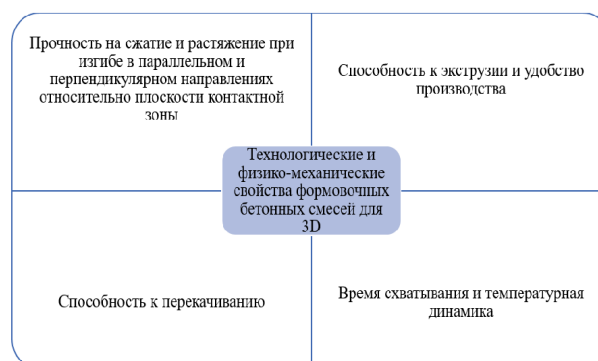 Прочность на сжатие и растяжение при
изгибе в параллельном и
перпендикулярном направлениях
относительно плоскости контактной
зоны
Способность к экструзии и удобство
производства
Технологические и
физико-механические
свойства формовочных
бетонных смесей для
3D
Способность к перекачиванию
Время схватывания и температурная
динамика